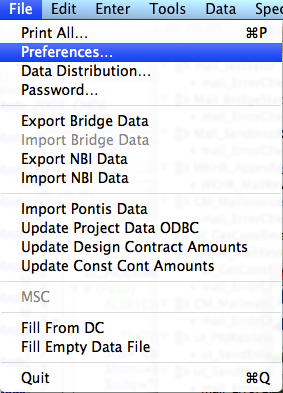 File Edit Enter Tools Data Spec
Print All... ⌘P
Preferences...
Data Distribution...
Password...
Export Bridge Data
Import Bridge Data
Export NBI Data
Import NBI Data
Import Pontis Data
Update Project Data ODBC
Update Design Contract Amounts
Update Const Cont Amounts
MSC
Fill From DC
Fill Empty Data File
Quit ⌘Q